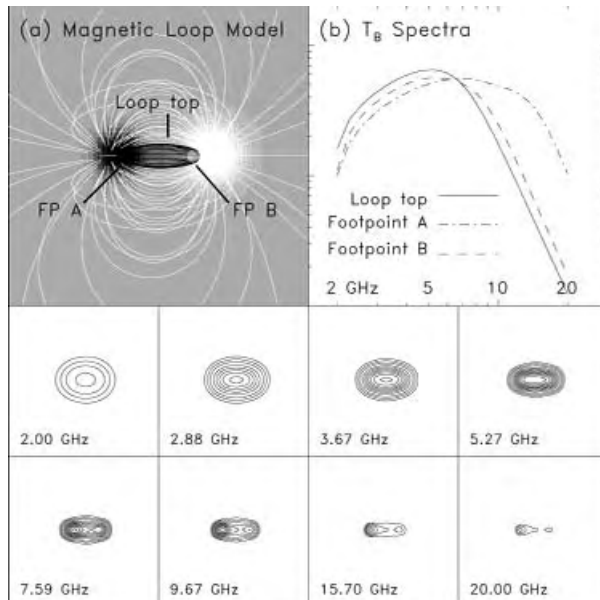 (a) Magnetic Loop Model
Loop top
FP A
FP B
(b) T_B Spectra
Loop top
Footpoint A
Footpoint B
2 GHz 5 10 20
2.00 GHz
2.88 GHz
3.67 GHz
5.27 GHz
7.59 GHz
9.67 GHz
15.70 GHz
20.00 GHz